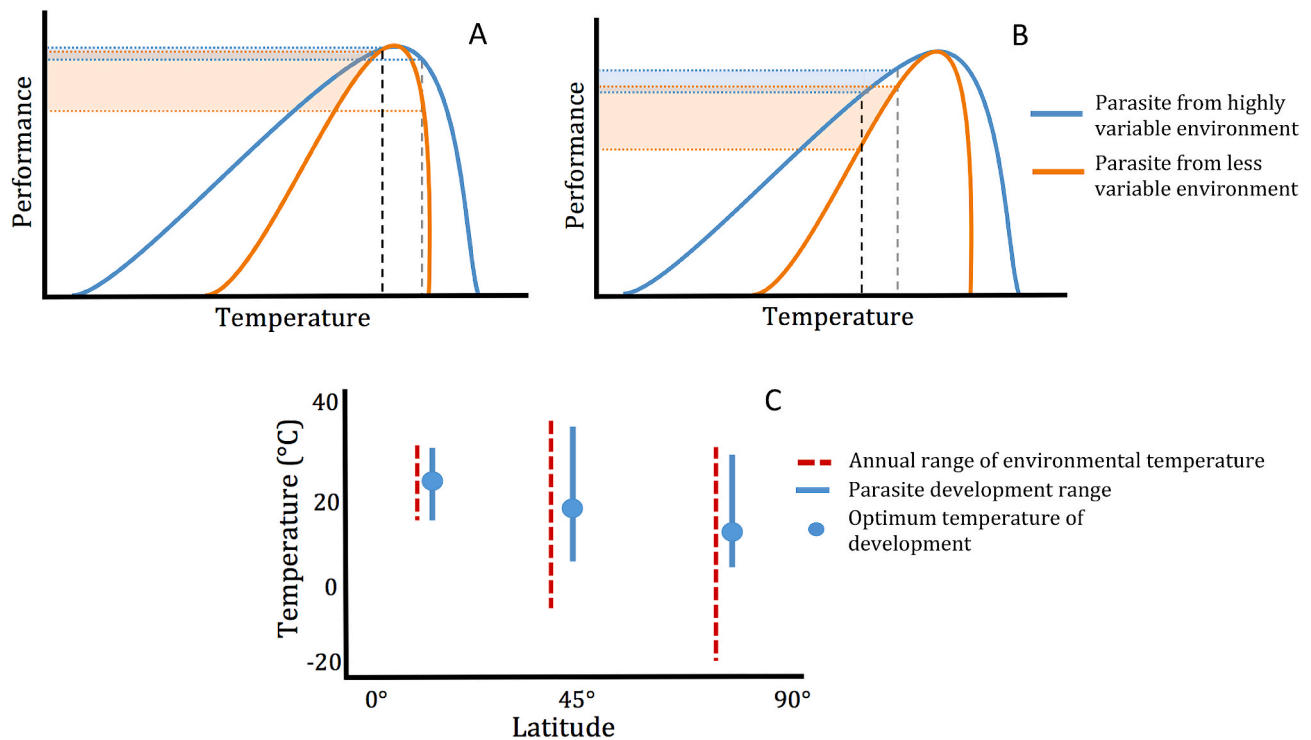 A
Performance
Temperature
B
Performance
Temperature
Parasite from highly
variable environment
Parasite from less
variable environment
C
Temperature (°C)
40
20
0
-20
0°
45°
90°
Latitude
Annual range of environmental temperature
Parasite development range
Optimum temperature of
development